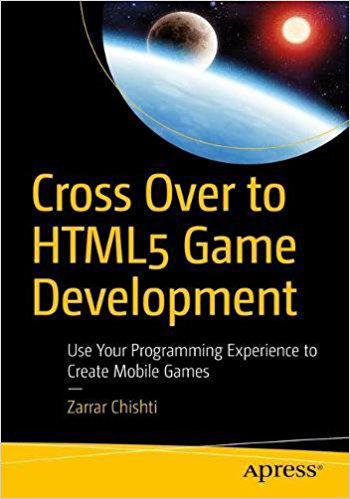 Cross Over to
HTML5 Game
Development
Use Your Programming Experience to
Create Mobile Games
—
Zarrar Chishti
Apress®